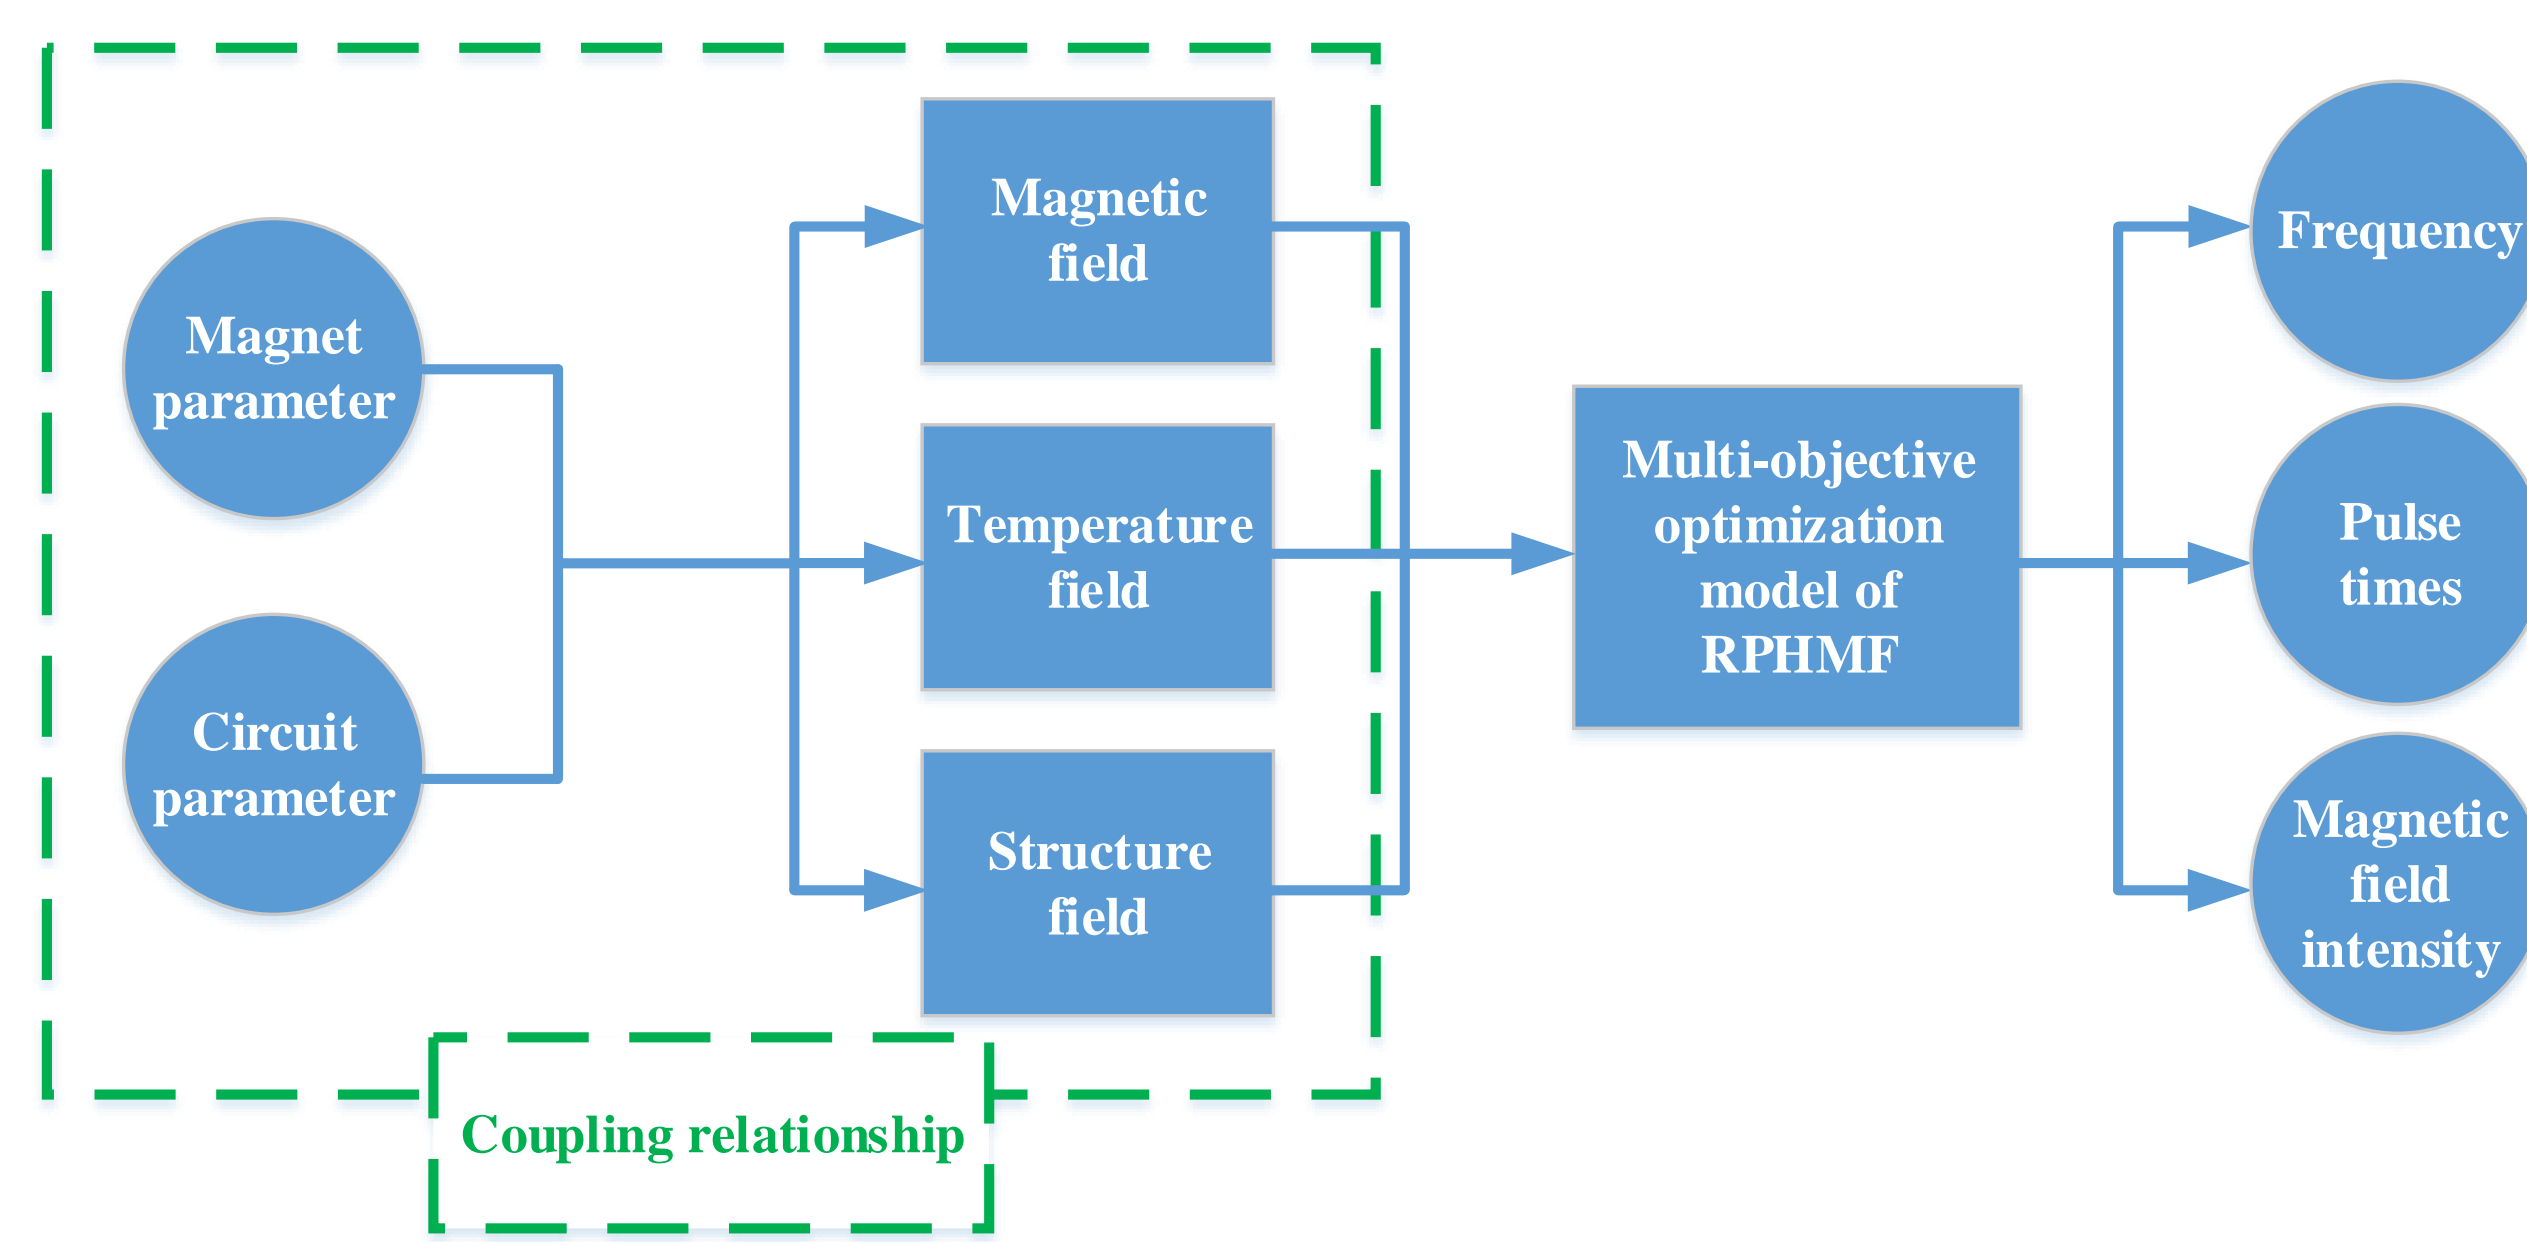 Magnet
parameter
Circuit
parameter
Magnetic
field
Temperature
field
Structure
field
Coupling relationship
Multi-objective
optimization
model of
RPHMF
Frequency
Pulse
times
Magnetic
field
intensity